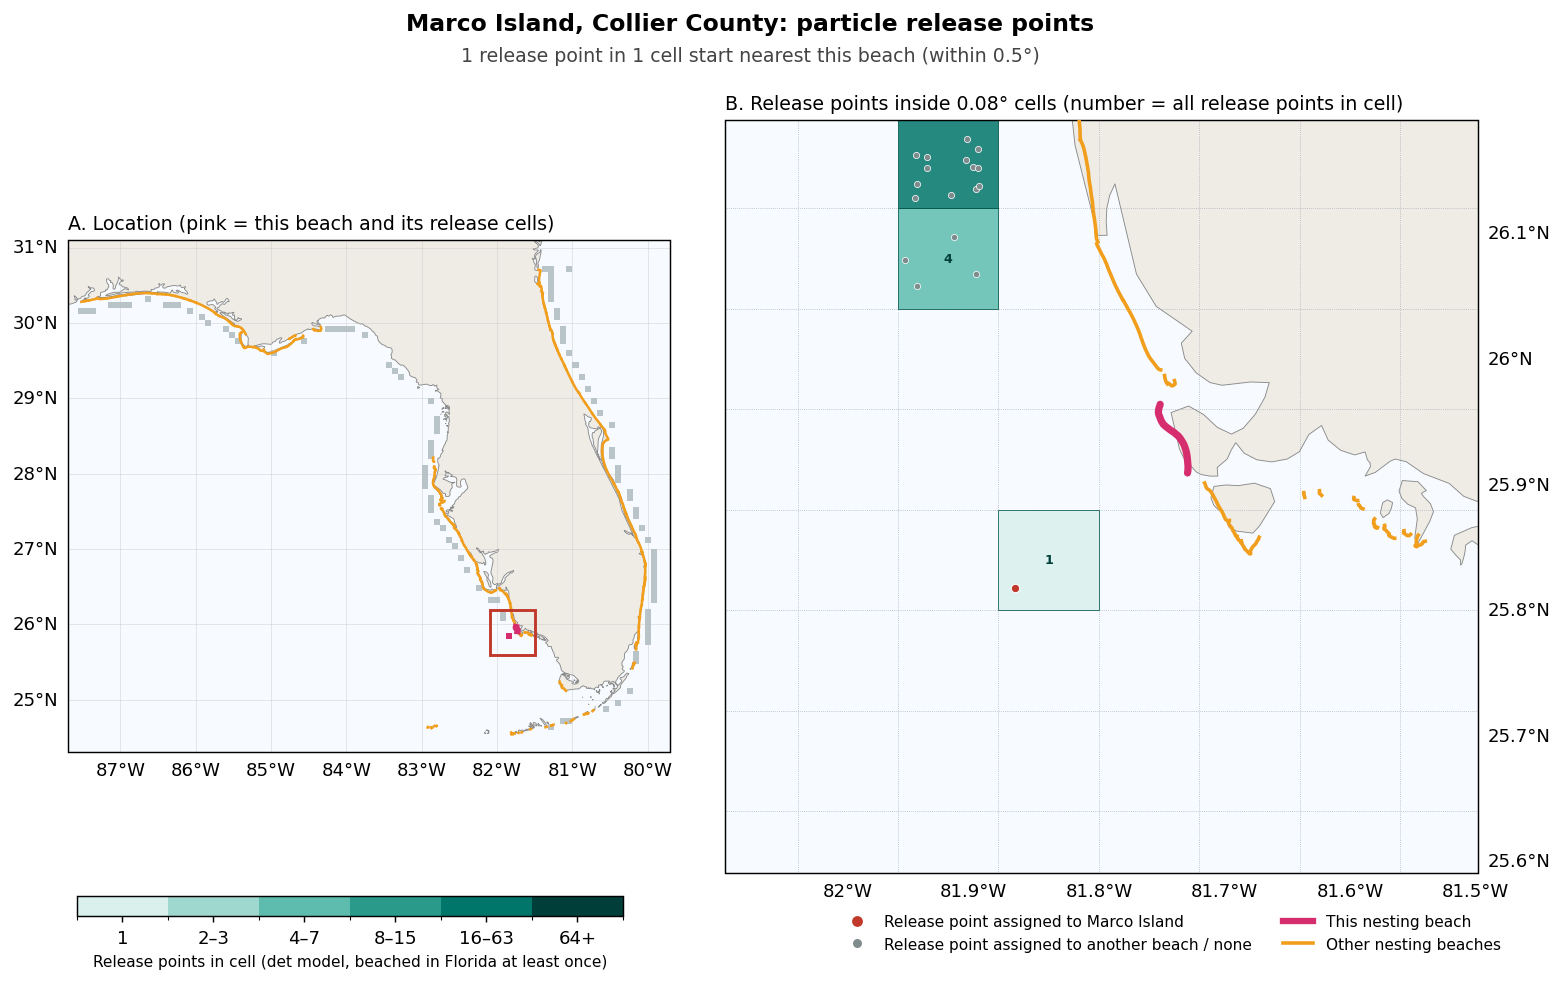 Marco Island, Collier County: particle release points
1 release point in 1 cell start nearest this beach (within 0.5°)
A. Location (pink = this beach and its release cells)
31°N
30°N
29°N
28°N
27°N
26°N
25°N
87°W 86°W 85°W 84°W 83°W 82°W 81°W 80°W
B. Release points inside 0.08° cells (number = all release points in cell)
4
1
26.1°N
26°N
25.9°N
25.8°N
25.7°N
25.6°N
82°W 81.9°W 81.8°W 81.7°W 81.6°W 81.5°W
1 2–3 4–7 8–15 16–63 64+
Release points in cell (det model, beached in Florida at least once)
Release point assigned to Marco Island
Release point assigned to another beach / none
This nesting beach
Other nesting beaches